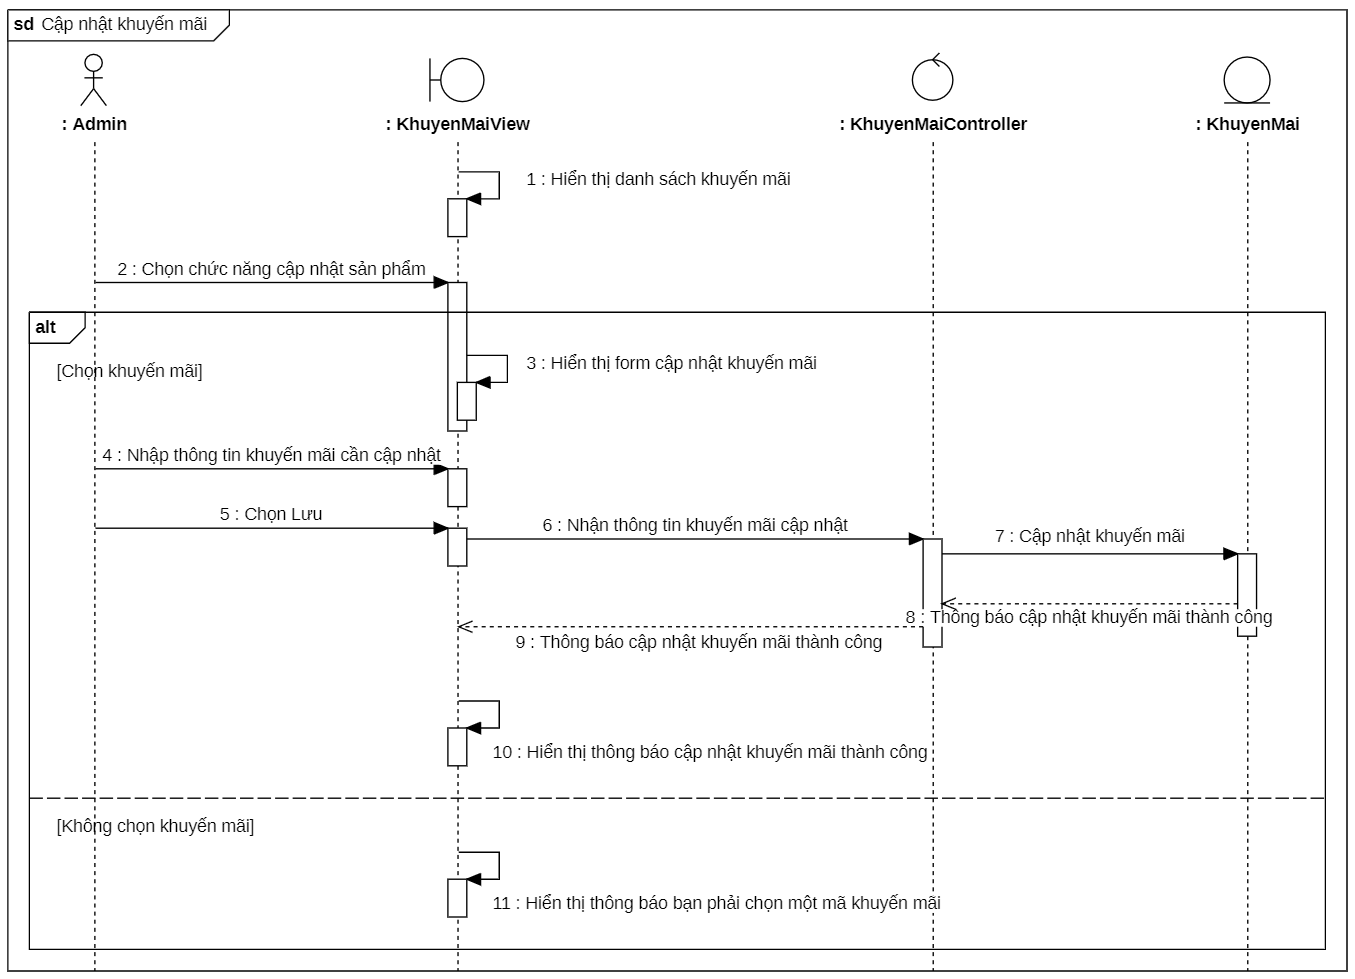 sd Cập nhật khuyến mãi
: Admin
: KhuyenMaiView
: KhuyenMaiController
: KhuyenMai
1 : Hiển thị danh sách khuyến mãi
2 : Chọn chức năng cập nhật sản phẩm
alt
[Chọn khuyến mãi]
3 : Hiển thị form cập nhật khuyến mãi
4 : Nhập thông tin khuyến mãi cần cập nhật
5 : Chọn Lưu
6 : Nhận thông tin khuyến mãi cập nhật
7 : Cập nhật khuyến mãi
8 : Thông báo cập nhật khuyến mãi thành công
9 : Thông báo cập nhật khuyến mãi thành công
10 : Hiển thị thông báo cập nhật khuyến mãi thành công
[Không chọn khuyến mãi]
11 : Hiển thị thông báo bạn phải chọn một mã khuyến mãi